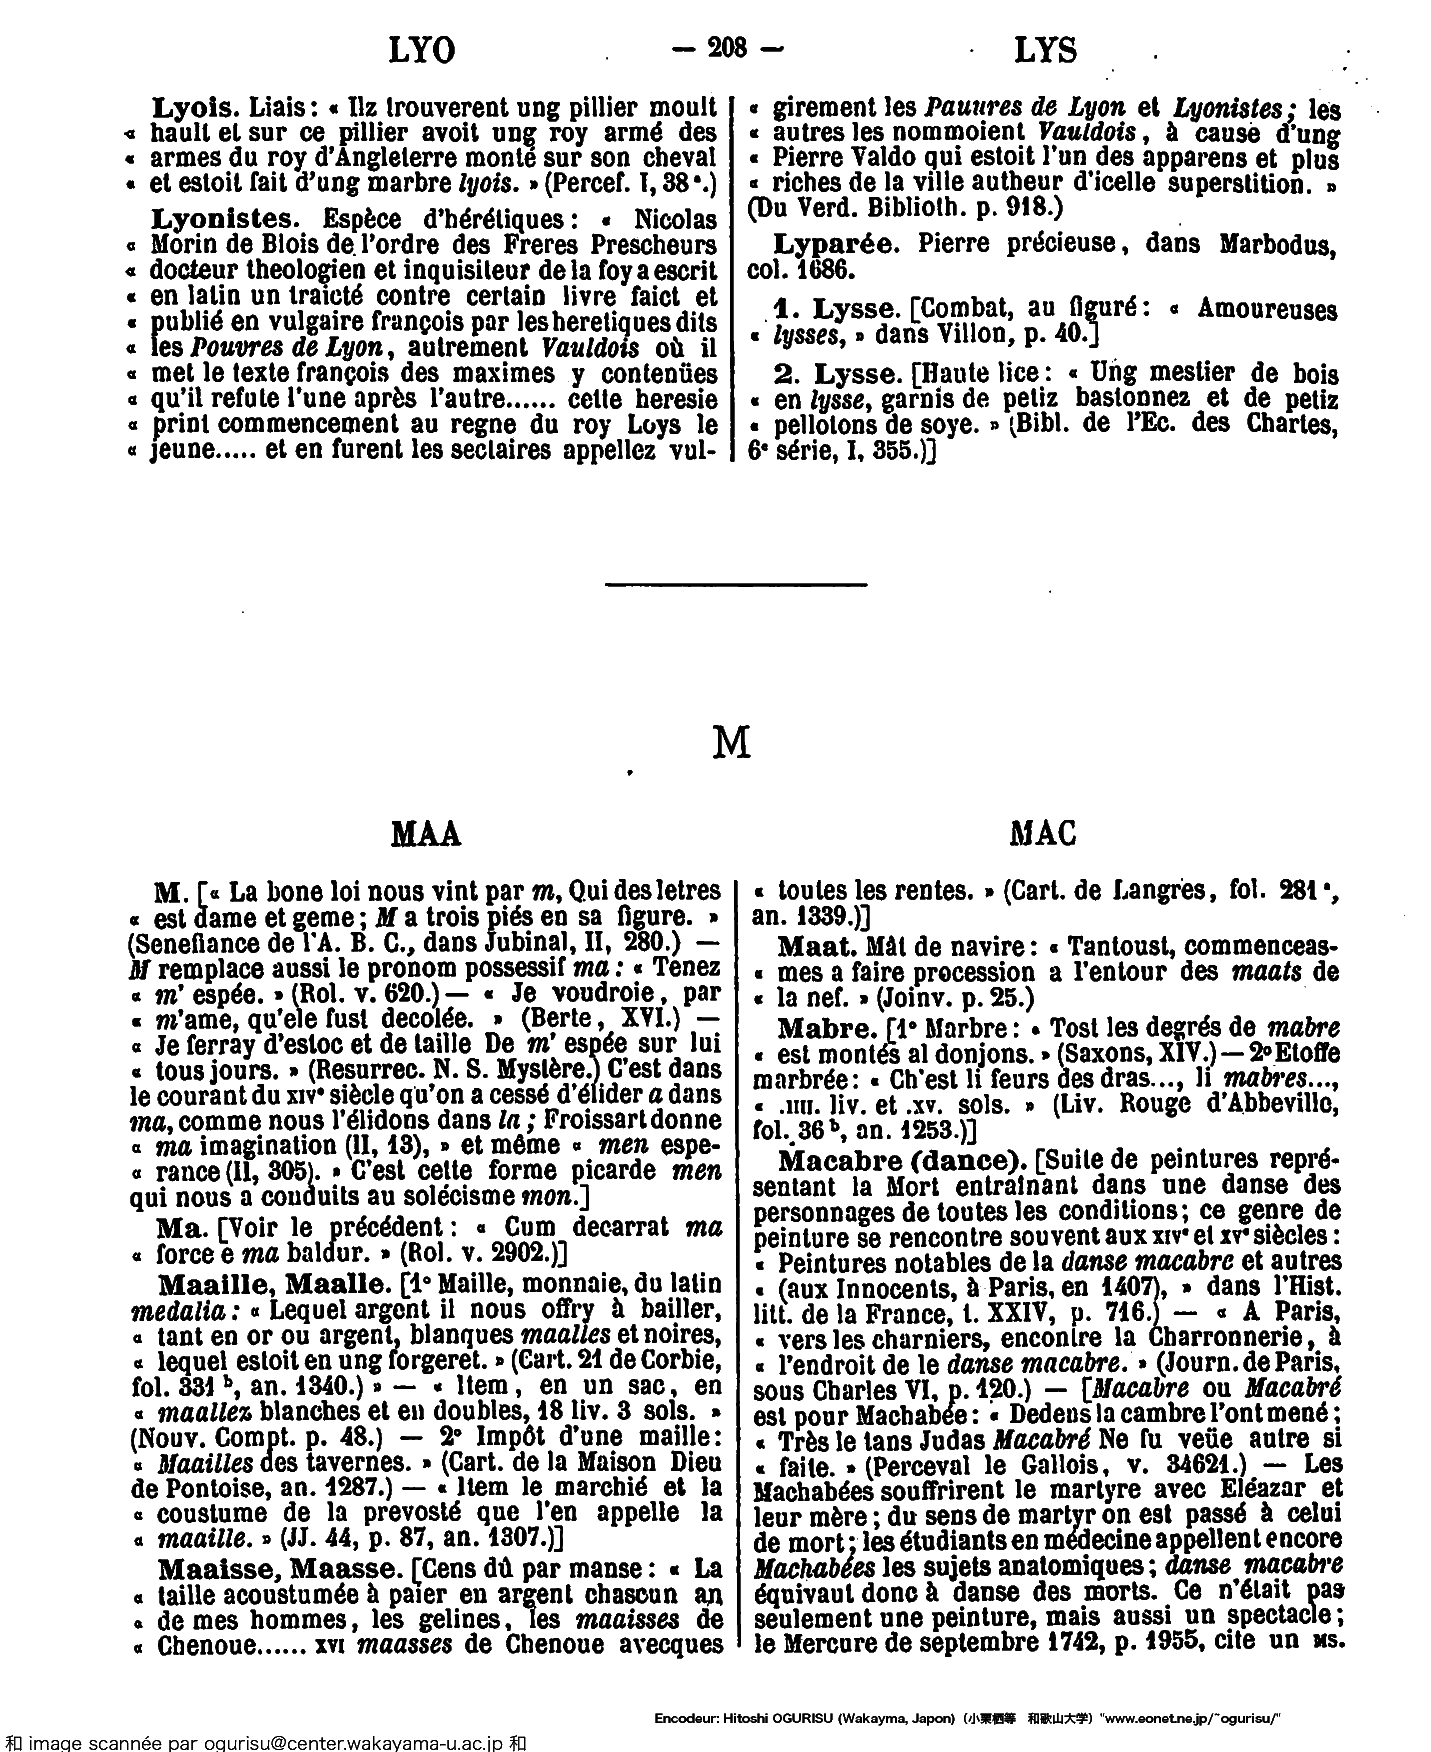 LYO — 208 — LYS
Lyois. Liais : « Ilz trouverent ung pillier moult
« hault et sur ce pillier avoit ung roy armé des
« armes du roy d'Angleterre monté sur son cheval
« et estoit fait d'ung marbre lyois. » (Percef. I, 38ª.)
Lyonistes. Espèce d'hérétiques : « Nicolas
« Morin de Blois de l'ordre des Freres Prescheurs
« docteur theologien et inquisiteur de la foy a escrit
« en latin un traicté contre certain livre faict et
« publié en vulgaire françois par les heretiques dits
« les Pouvres de Lyon, autrement Vauldois où il
« met le texte françois des maximes y contenües
« qu'il refute l'une après l'autre...... cette heresie
« print commencement au regne du roy Loys le
« jeune..... et en furent les sectaires appellez vul-
« girement les Pauures de Lyon et Lyonistes ; les
« autres les nommoient Vauldois, à cause d'ung
« Pierre Valdo qui estoit l'un des apparens et plus
« riches de la ville autheur d'icelle superstition. »
(Du Verd. Biblioth. p. 918.)
Lyparée. Pierre précieuse, dans Marbodus,
col. 1686.
1. Lysse. [Combat, au figuré : « Amoureuses
« lysses, » dans Villon, p. 40.]
2. Lysse. [Haute lice : « Ung mestier de bois
« en lysse, garnis de petiz bastonnez et de petiz
« pellotons de soye. » (Bibl. de l'Ec. des Chartes,
6e série, I, 355.)]
M
MAA
M. [« La bone loi nous vint par m, Qui des letres
« est dame et geme ; M a trois piés en sa figure. »
(Senefiance de l'A. B. C., dans Jubinal, II, 280.) —
M remplace aussi le pronom possessif ma : « Tenez
« m' espée. » (Rol. v. 620.) — « Je voudroie, par
« m'ame, qu'ele fust decolée. » (Berte, XVI.) —
« Je ferray d'estoc et de taille De m' espée sur lui
« tous jours. » (Resurrec. N. S. Mystère.) C'est dans
le courant du XIVe siècle qu'on a cessé d'élider a dans
ma, comme nous l'élidons dans la ; Froissart donne
« ma imagination (II, 13), » et même « men espe-
« rance (II, 305). » C'est cette forme picarde men
qui nous a conduits au solécisme mon.]
Ma. [Voir le précédent : « Cum decarrat ma
« force e ma baldur. » (Rol. v. 2902.)]
Maaille, Maalle. [1º Maille, monnaie, du latin
medalia : « Lequel argent il nous offry à bailler,
« tant en or ou argent, blanques maalles et noires,
« lequel estoit en ung forgeret. » (Cart. 21 de Corbie,
fol. 331 b, an. 1340.) » — « Item, en un sac, en
« maallez blanches et en doubles, 18 liv. 3 sols. »
(Nouv. Compt. p. 48.) — 2º Impôt d'une maille :
« Maailles des tavernes. » (Cart. de la Maison Dieu
de Pontoise, an. 1287.) — « Item le marchié et la
« coustume de la prevosté que l'en appelle la
« maaille. » (JJ. 44, p. 87, an. 1307.)]
Maaisse, Maasse. [Cens dû par manse : « La
« taille acoustumée à paier en argent chascun an
« de mes hommes, les gelines, les maaisses de
« Chenoue...... XVI maasses de Chenoue avecques
MAC
« toutes les rentes. » (Cart. de Langres, fol. 281 ª,
an. 1339.)]
Maat. Mât de navire : « Tantoust, commenceas-
« mes a faire procession a l'entour des maats de
« la nef. » (Joinv. p. 25.)
Mabre. [1º Marbre : « Tost les degrés de mabre
« est montés al donjons. » (Saxons, XIV.) — 2º Etoffe
marbrée : « Ch'est li feurs des dras..., li mabres...,
« .IIII. liv. et .XV. sols. » (Liv. Rouge d'Abbeville,
fol. 36 b, an. 1253.)]
Macabre (dance). [Suite de peintures repré-
sentant la Mort entraînant dans une danse des
personnages de toutes les conditions ; ce genre de
peinture se rencontre souvent aux XIVe et XVe siècles :
« Peintures notables de la danse macabre et autres
« (aux Innocents, à Paris, en 1407), » dans l'Hist.
litt. de la France, t. XXIV, p. 716.) — « A Paris,
« vers les charniers, encontre la Charronnerie, à
« l'endroit de le danse macabre. » (Journ. de Paris,
sous Charles VI, p. 120.) — [Macabre ou Macabré
est pour Machabée : « Dedens la cambre l'ont mené ;
« Très le tans Judas Macabré Ne fu veüe autre si
« faite. » (Perceval le Gallois, v. 34621.) — Les
Machabées souffrirent le martyre avec Eléazar et
leur mère ; du sens de martyr on est passé à celui
de mort ; les étudiants en médecine appellent encore
Machabées les sujets anatomiques ; danse macabre
équivaut donc à danse des morts. Ce n'était pas
seulement une peinture, mais aussi un spectacle ;
le Mercure de septembre 1742, p. 1955, cite un MS.
Encodeur: Hitoshi OGURISU (Wakayma, Japon)（小栗栖等　和歌山大学）"www.eonet.ne.jp/~ogurisu/"
和 image scannée par ogurisu@center.wakayama-u.ac.jp 和